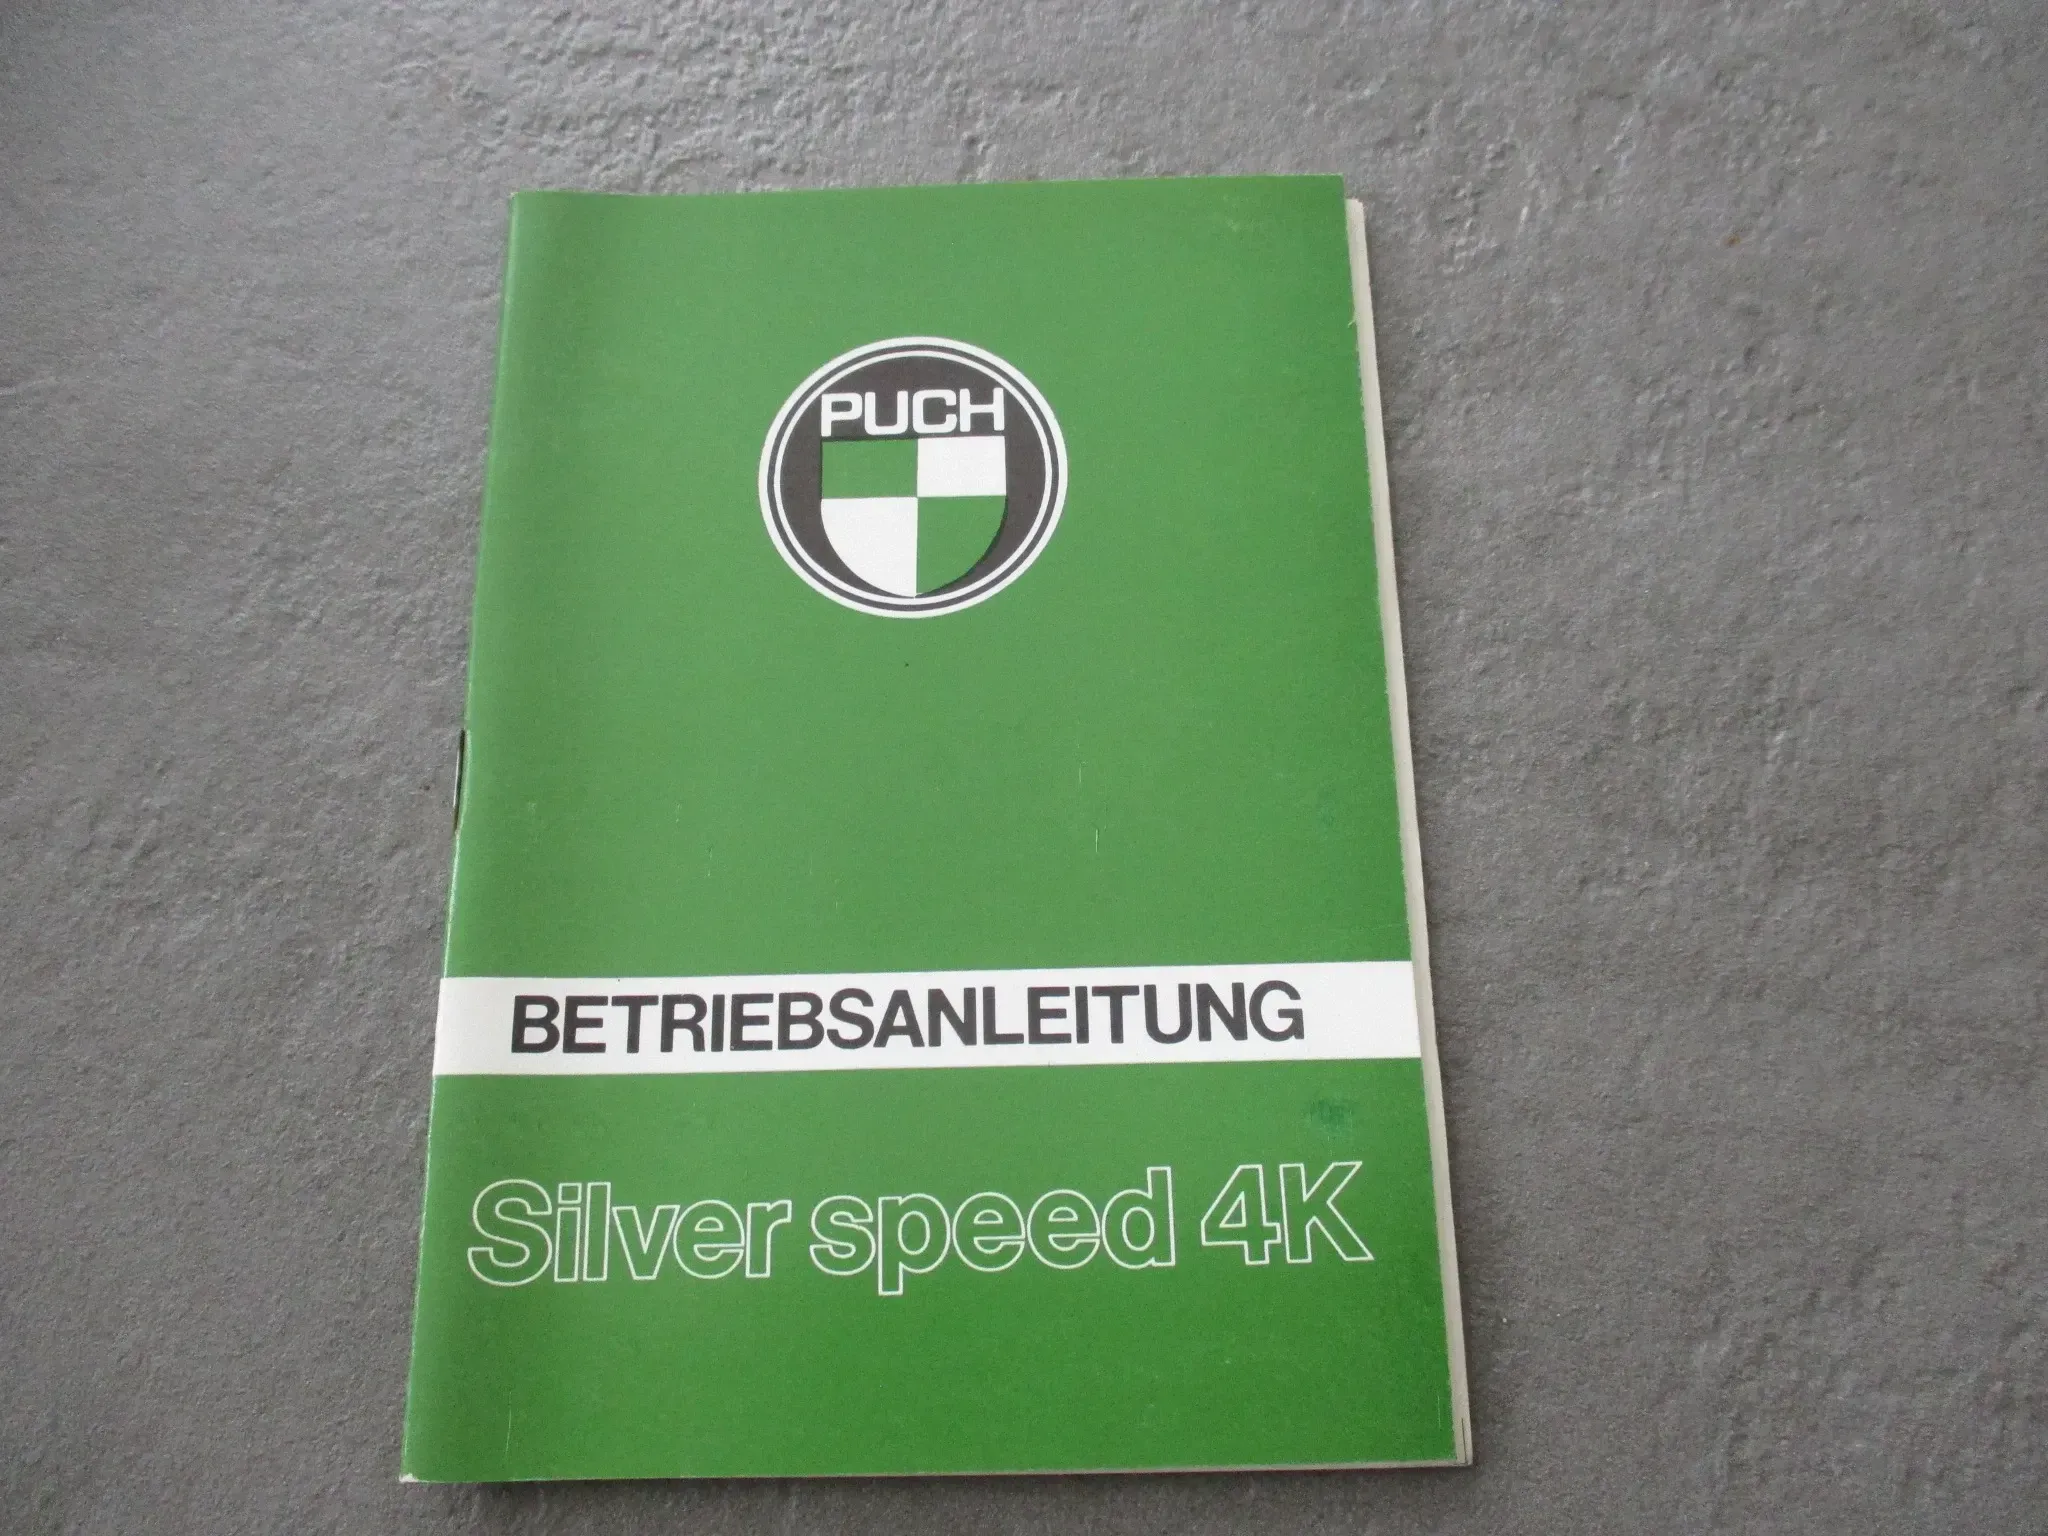 PUCH
BETRIEBSANLEITUNG
Silver speed 4K